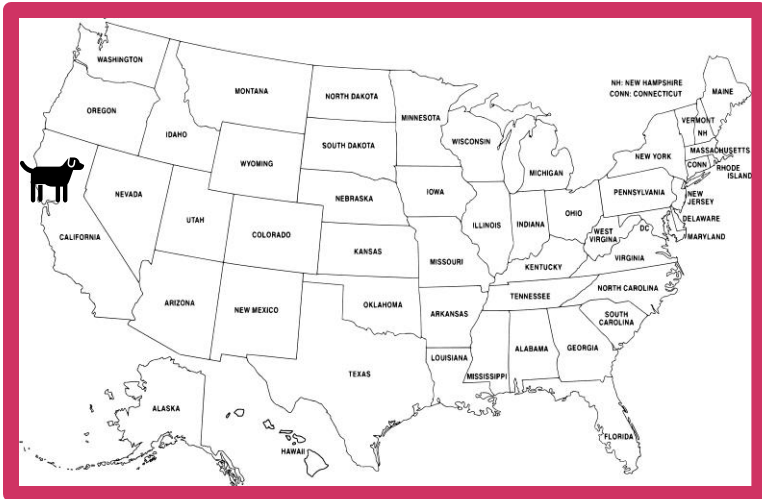 WASHINGTON
MONTANA
NORTH DAKOTA
MINNESOTA
NH: NEW HAMPSHIRE
CONN: CONNECTICUT
MAINE
OREGON
IDAHO
SOUTH DAKOTA
WISCONSIN
VERMONT
NH
WYOMING
MICHIGAN
NEW YORK
MASSACHUSETTS
CONN
RHODE
ISLAND
NEVADA
NEBRASKA
IOWA
PENNSYLVANIA
NEW
JERSEY
UTAH
COLORADO
ILLINOIS
INDIANA
OHIO
DELAWARE
CALIFORNIA
KANSAS
MISSOURI
WEST
VIRGINIA
DC
MARYLAND
KENTUCKY
VIRGINIA
ARIZONA
NEW MEXICO
OKLAHOMA
ARKANSAS
TENNESSEE
NORTH CAROLINA
SOUTH
CAROLINA
TEXAS
LOUISIANA
MISSISSIPPI
ALABAMA
GEORGIA
ALASKA
HAWAII
FLORIDA